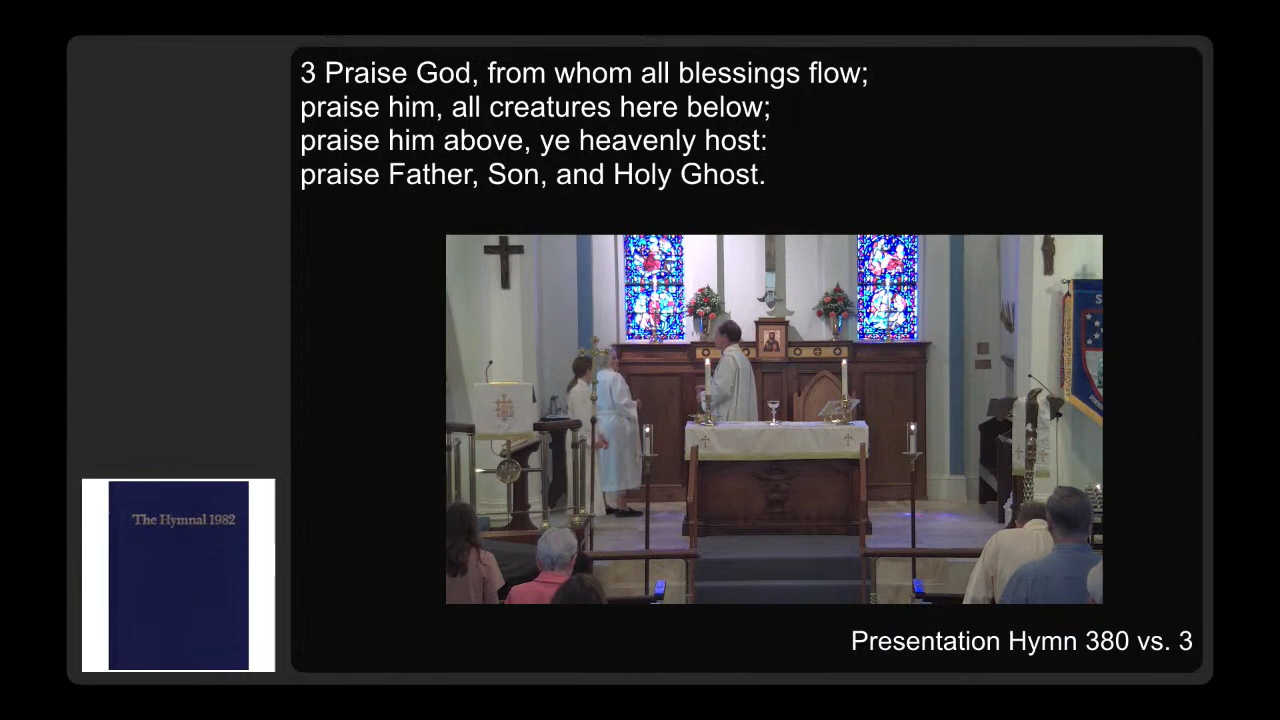 3 Praise God, from whom all blessings flow;
praise him, all creatures here below;
praise him above, ye heavenly host:
praise Father, Son, and Holy Ghost.
The Hymnal 1982
Presentation Hymn 380 vs. 3